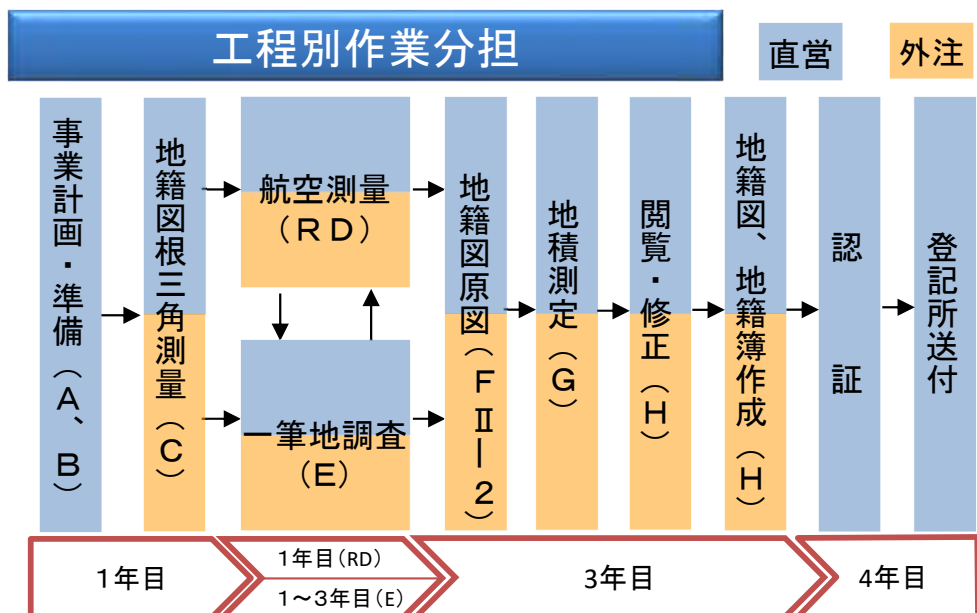 工程別作業分担
直営
外注
事業計画・準備（A、B）
地籍図根三角測量（C）
航空測量
（RD）
一筆地調査
（E）
地籍図原図（FⅡ－2）
地積測定（G）
閲覧・修正（H）
地籍図、地籍簿作成（H）
認証
登記所送付
1年目
1年目(RD)
1～3年目(E)
3年目
4年目